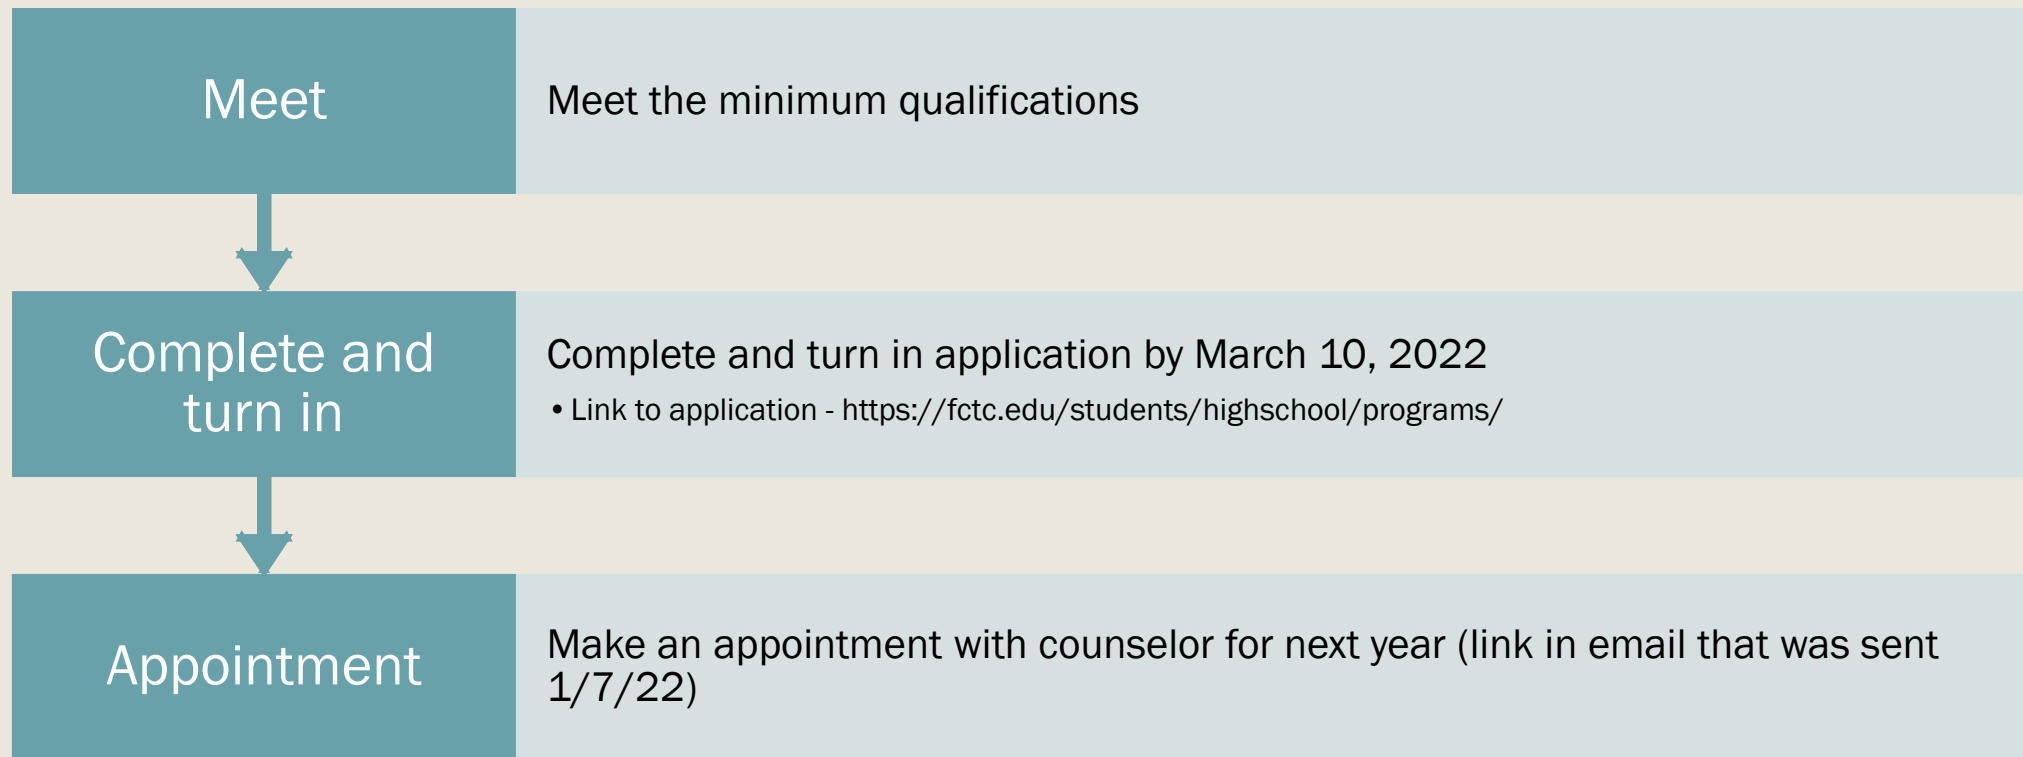 Meet
Meet the minimum qualifications
Complete and
turn in
Complete and turn in application by March 10, 2022
• Link to application - https://fctc.edu/students/highschool/programs/
Appointment
Make an appointment with counselor for next year (link in email that was sent
1/7/22)